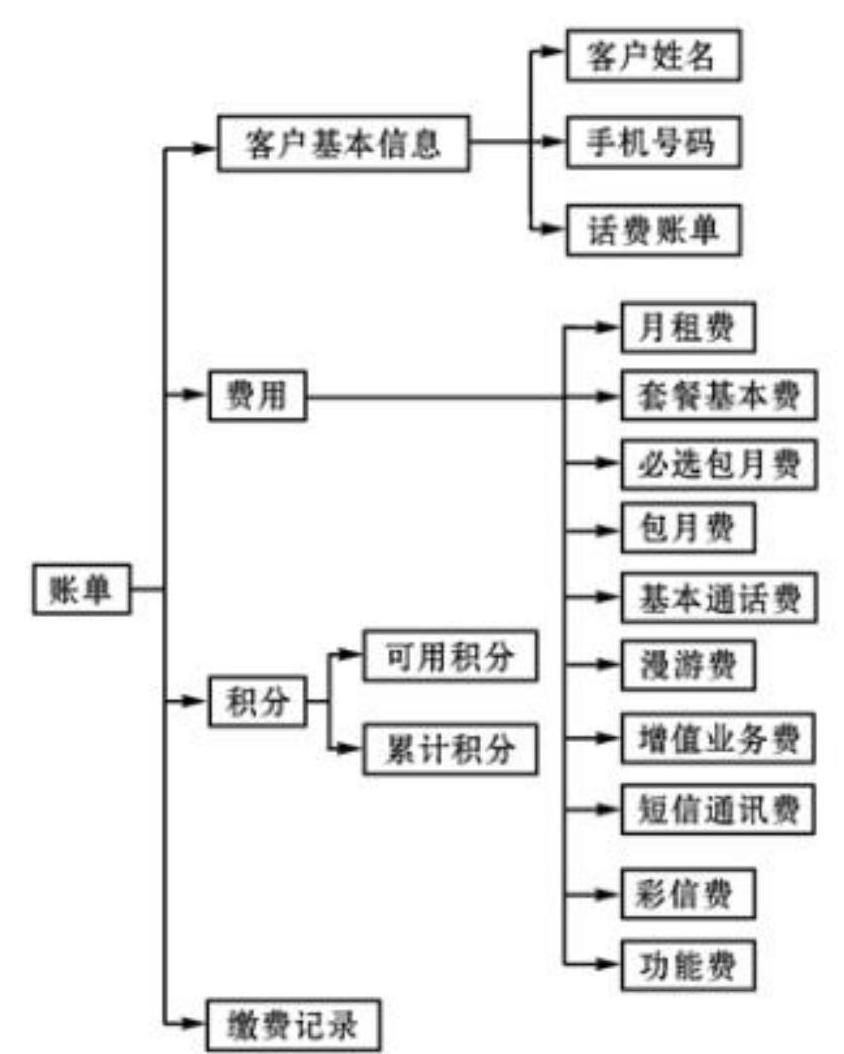 客户姓名
客户基本信息
手机号码
话费账单
月租费
费用
套餐基本费
必选包月费
包月费
账单
基本通话费
可用积分
漫游费
积分
累计积分
增值业务费
短信通讯费
彩信费
功能费
缴费记录